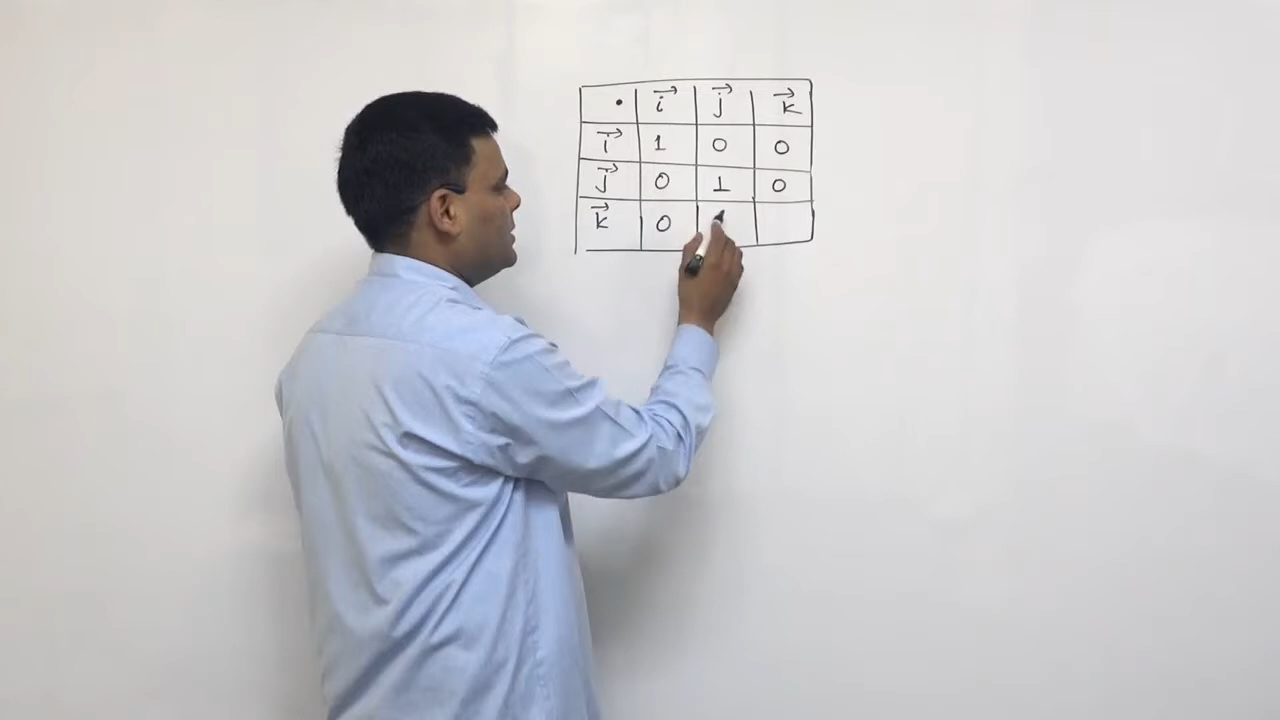 • i⃗ j⃗ k⃗
i⃗ 1 0 0
j⃗ 0 1 0
k⃗ 0